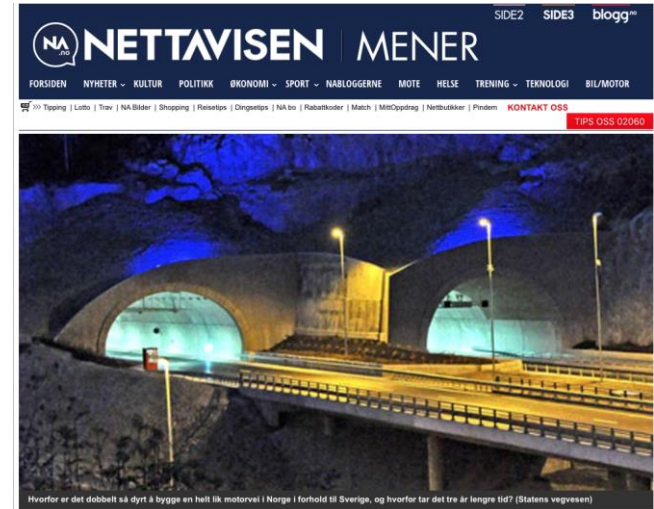 SIDE2 SIDE3 blogg.no
NA.no NETTAVISEN MENER
FORSIDEN NYHETER KULTUR POLITIKK ØKONOMI SPORT NABLOGGERNE MOTE HELSE TRENING TEKNOLOGI BIL/MOTOR
>>> Tipping | Lotto | Trav | NA Bilder | Shopping | Reisetips | Dingsetips | NA bo | Rabattkoder | Match | MittOppdrag | Nettbutikker | Pindem KONTAKT OSS
TIPS OSS 02060
Hvorfor er det dobbelt så dyrt å bygge en helt lik motorvei i Norge i forhold til Sverige, og hvorfor tar det tre år lengre tid? (Statens vegvesen)